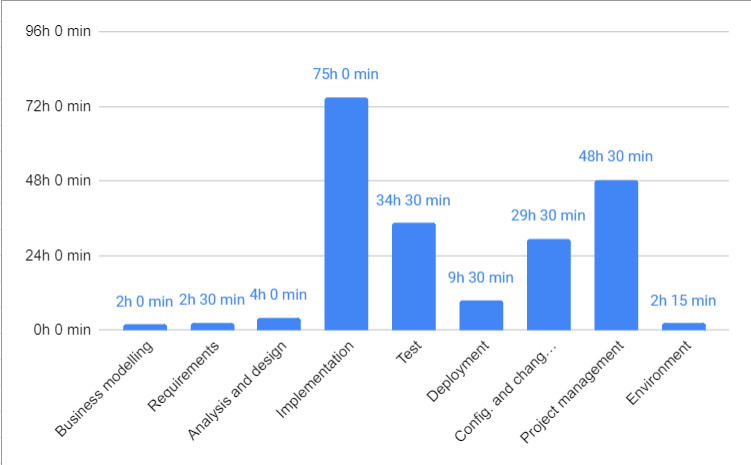 96h 0 min
72h 0 min
48h 0 min
24h 0 min
0h 0 min
2h 0 min
2h 30 min
4h 0 min
75h 0 min
34h 30 min
9h 30 min
29h 30 min
48h 30 min
2h 15 min
Business modelling
Requirements
Analysis and design
Implementation
Test
Deployment
Config. and chang…
Project management
Environment